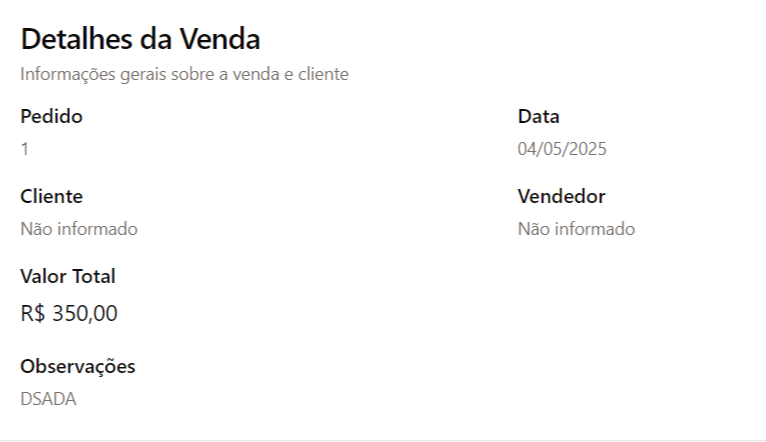 Detalhes da Venda
Informações gerais sobre a venda e cliente
Pedido
1
Data
04/05/2025
Cliente
Não informado
Vendedor
Não informado
Valor Total
R$ 350,00
Observações
DSADA